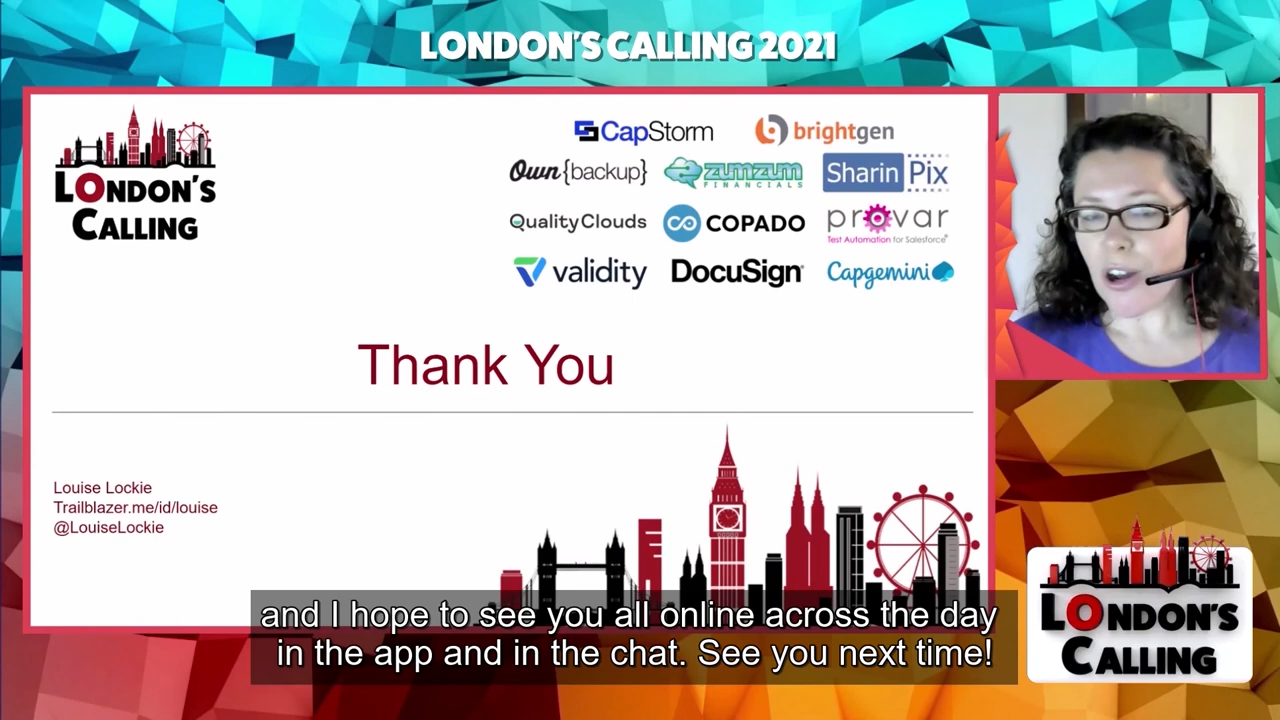 LONDON'S CALLING 2021
LONDON'S
CALLING
CapStorm
brightgen
Own{backup}
zumzum
FINANCIALS
SharinPix
QualityClouds
COPADO
provar
Test Automation for Salesforce®
validity
DocuSign®
Capgemini
Thank You
Louise Lockie
Trailblazer.me/id/louise
@LouiseLockie
and I hope to see you all online across the day
in the app and in the chat. See you next time!
LONDON'S
CALLING